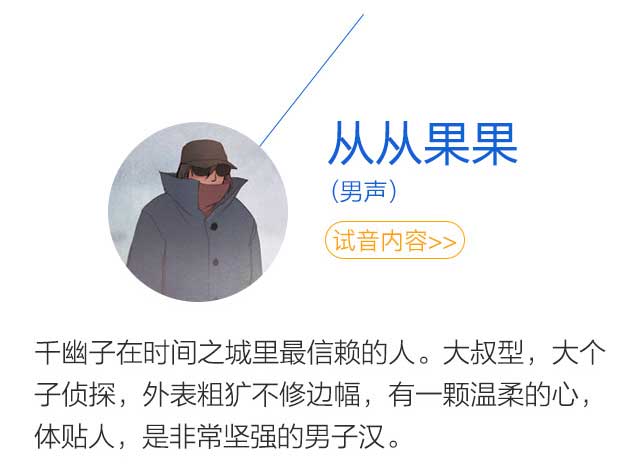 从从果果
（男声）
试音内容>>
千幽子在时间之城里最信赖的人。大叔型，大个
子侦探，外表粗犷不修边幅，有一颗温柔的心，
体贴人，是非常坚强的男子汉。